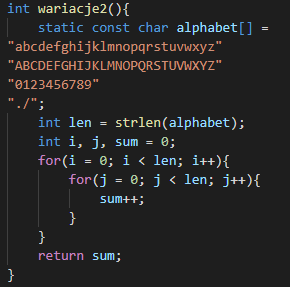 int wariacje2(){
    static const char alphabet[] =
"abcdefghijklmnopqrstuvwxyz"
"ABCDEFGHIJKLMNOPQRSTUVWXYZ"
"0123456789"
"./";
    int len = strlen(alphabet);
    int i, j, sum = 0;
    for(i = 0; i < len; i++){
        for(j = 0; j < len; j++){
            sum++;
        }
    }
    return sum;
}